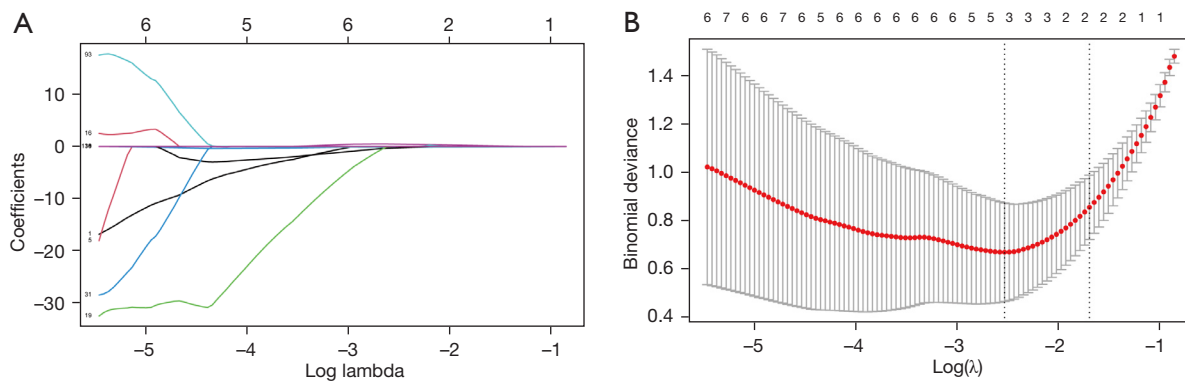 A
6 5 5 6 2 1
10
0
−10
−20
−30
Coefficients
93
16
1
5
31
19
−5 −4 −3 −2 −1
Log lambda
B
6 7 6 6 7 6 5 6 6 6 6 6 6 5 5 3 3 3 2 2 2 2 1 1
1.4
1.2
1.0
0.8
0.6
0.4
Binomial deviance
−5 −4 −3 −2 −1
Log(λ)